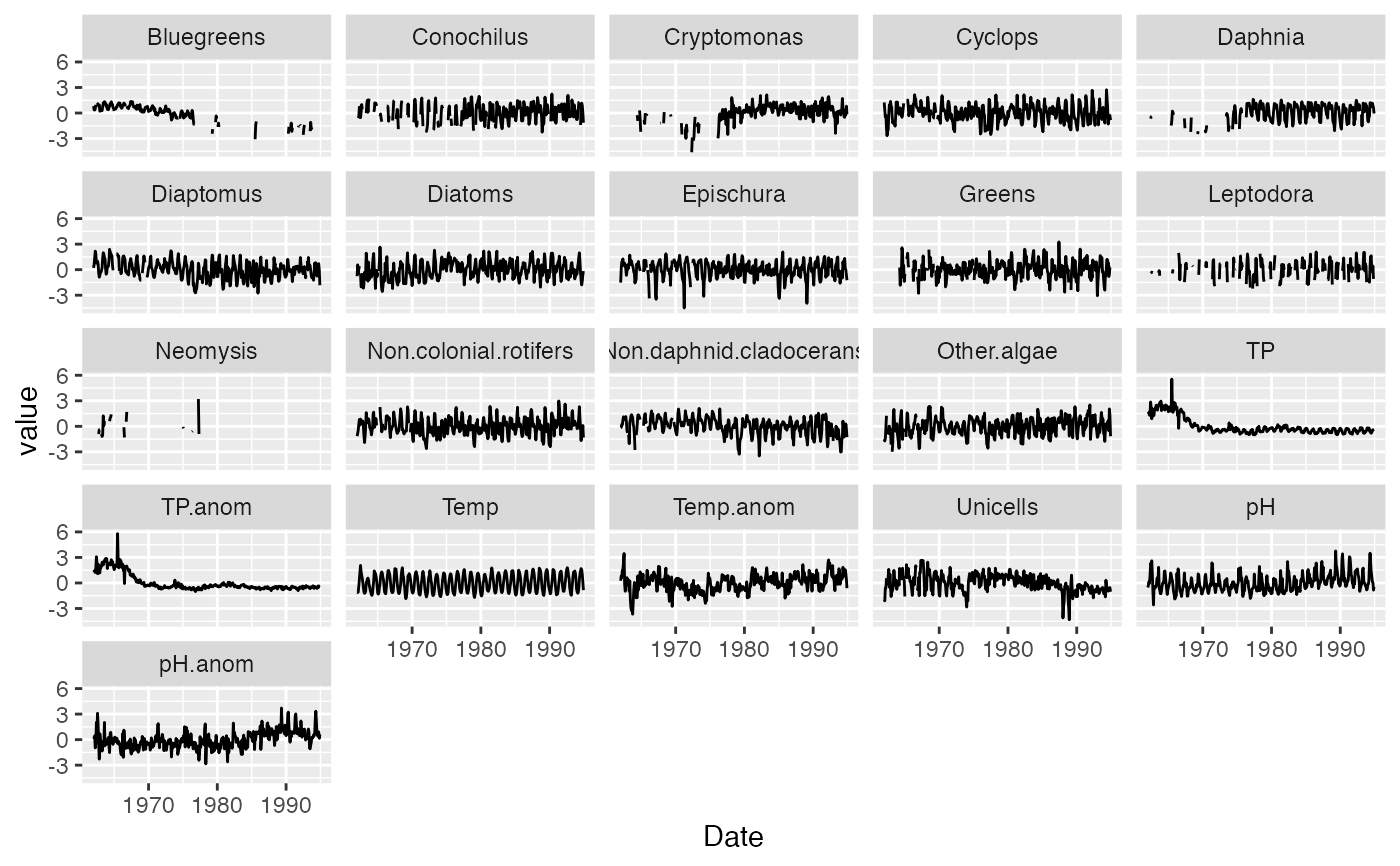 Bluegreens Conochilus Cryptomonas Cyclops Daphnia
6
3
0
-3
Diaptomus Diatoms Epischura Greens Leptodora
6
3
0
-3
Neomysis Non.colonial.rotifers Non.daphnid.cladocerans Other.algae TP
6
3
0
-3
value
TP.anom Temp Temp.anom Unicells pH
6
3
0
-3
1970 1980 1990 1970 1980 1990 1970 1980 1990 1970 1980 1990
pH.anom
6
3
0
-3
1970 1980 1990
Date